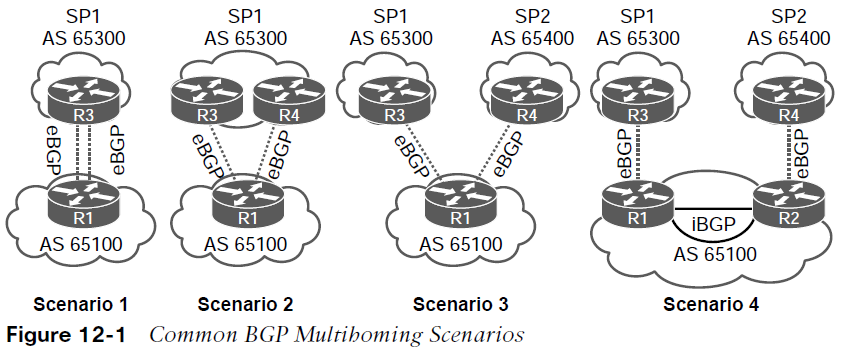 SP1
AS 65300
R3
eBGP
eBGP
R1
AS 65100
Scenario 1
SP1
AS 65300
R3
R4
eBGP
eBGP
R1
AS 65100
Scenario 2
SP1
AS 65300
SP2
AS 65400
R3
R4
eBGP
eBGP
R1
AS 65100
Scenario 3
SP1
AS 65300
SP2
AS 65400
R3
R4
eBGP
eBGP
R1
R2
iBGP
AS 65100
Scenario 4
Figure 12-1 Common BGP Multihoming Scenarios